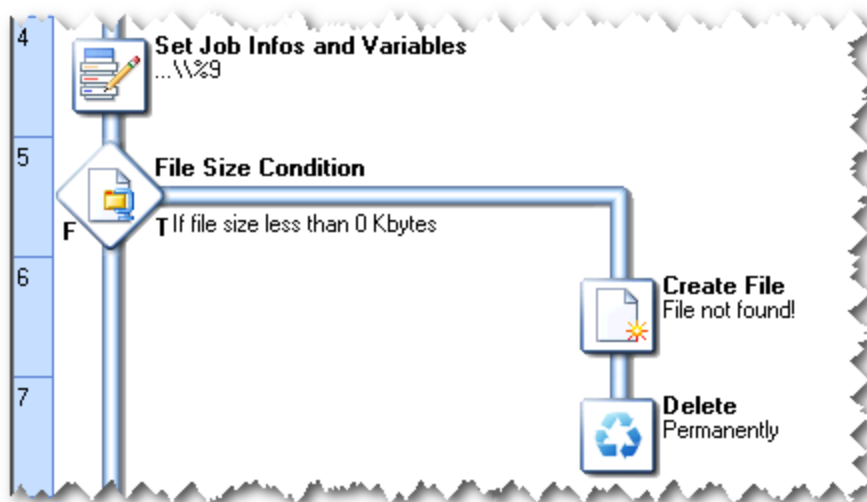 4
Set Job Infos and Variables
...\\%9
5
File Size Condition
F
T If file size less than 0 Kbytes
6
Create File
File not found!
7
Delete
Permanently